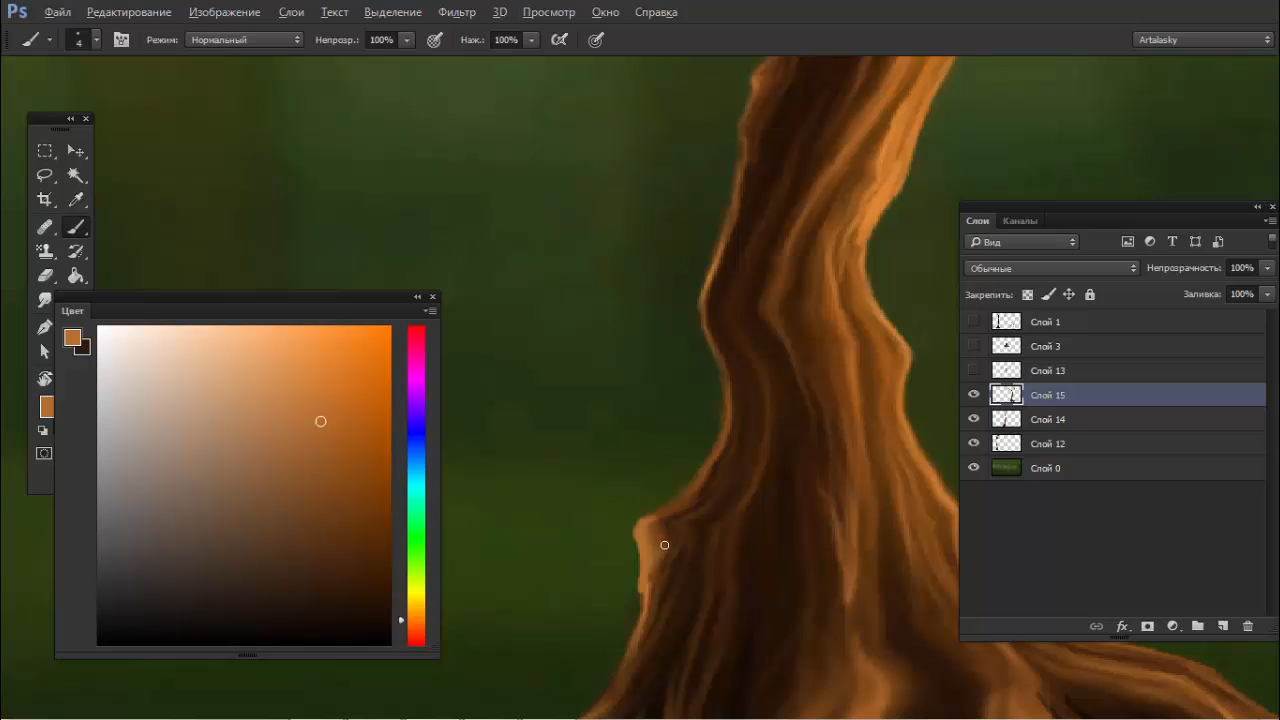 Ps Файл Редактирование Изображение Слои Текст Выделение Фильтр 3D Просмотр Окно Справка
4 Режим: Нормальный Непрозр.: 100% Наж.: 100% Artalasky
Цвет
Слои Каналы
Вид
Обычные Непрозрачность: 100%
Закрепить: Заливка: 100%
Слой 1
Слой 3
Слой 13
Слой 15
Слой 14
Слой 12
Слой 0
fx